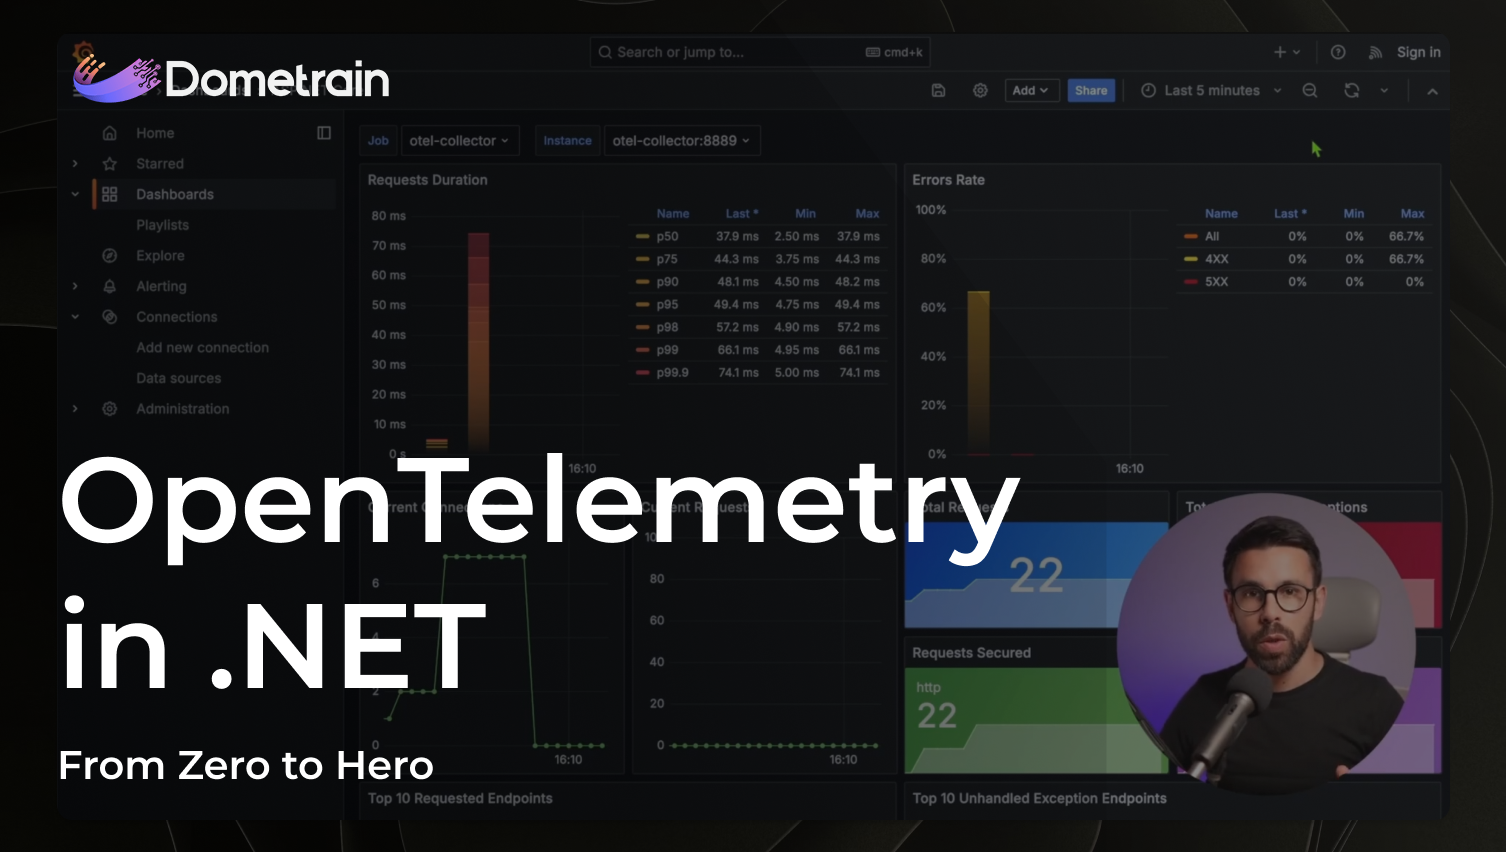 Dometrain
Search or jump to...
cmd+k
Sign in
Add
Share
Last 5 minutes
Home
Starred
Dashboards
Playlists
Explore
Alerting
Connections
Add new connection
Data sources
Administration
Job
otel-collector
Instance
otel-collector:8889
Requests Duration
80 ms
70 ms
60 ms
50 ms
40 ms
30 ms
20 ms
10 ms
0 s
16:10
Name Last * Min Max
p50 37.9 ms 2.50 ms 37.9 ms
p75 44.3 ms 3.75 ms 44.3 ms
p90 48.1 ms 4.50 ms 48.2 ms
p95 49.4 ms 4.75 ms 49.4 ms
p98 57.2 ms 4.90 ms 57.2 ms
p99 66.1 ms 4.95 ms 66.1 ms
p99.9 74.1 ms 5.00 ms 74.1 ms
Errors Rate
100%
80%
60%
40%
20%
0%
16:10
Name Last * Min Max
All 0% 0% 66.7%
4XX 0% 0% 66.7%
5XX 0% 0% 0%
OpenTelemetry
in .NET
From Zero to Hero
6
4
2
0
16:10
Current Request
80
60
40
20
0
16:10
22
Requests Secured
http
22
Top 10 Requested Endpoints
Top 10 Unhandled Exception Endpoints